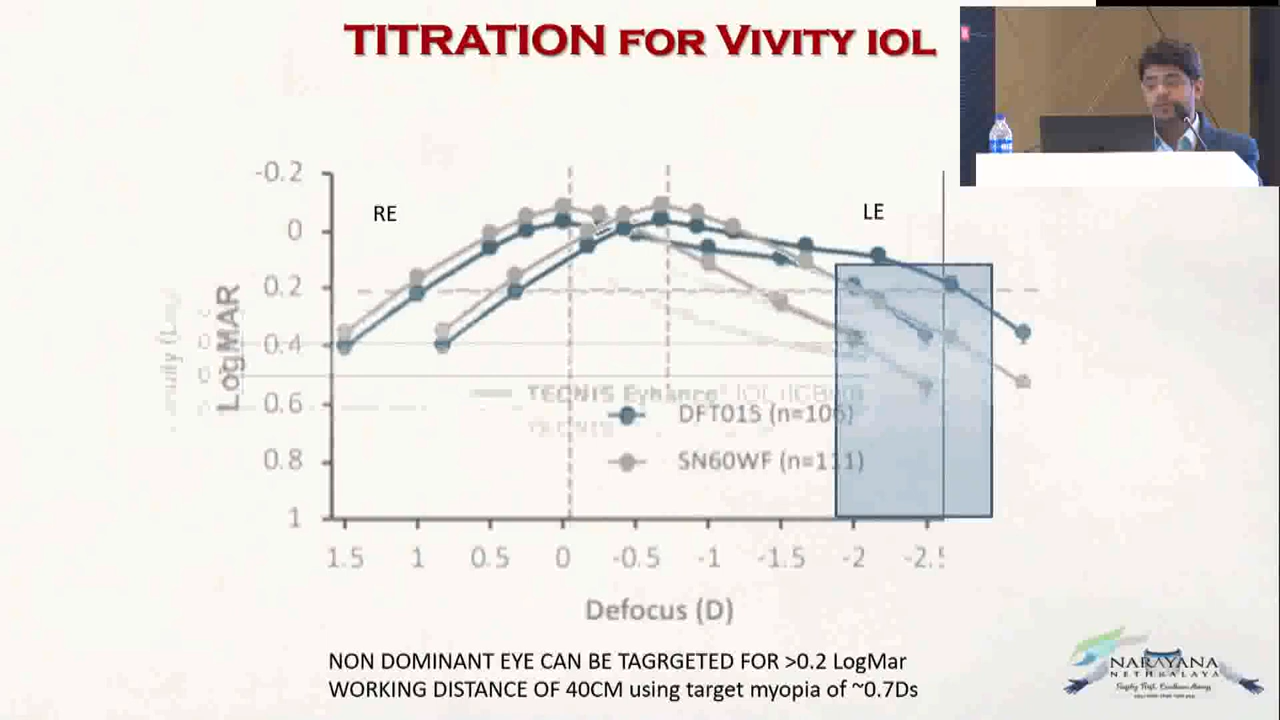 TITRATION FOR VIVITY IOL
RE
LE
-0.2
0
0.2
0.4
0.6
0.8
1
LogMAR
TECNIS Eyhance IOL
TECNIS
DFT015 (n=106)
SN60WF (n=111)
1.5 1 0.5 0 -0.5 -1 -1.5 -2 -2.5
Defocus (D)
NON DOMINANT EYE CAN BE TAGRGETED FOR >0.2 LogMar
WORKING DISTANCE OF 40CM using target myopia of ~0.7Ds
NARAYANA
NETHRALAYA